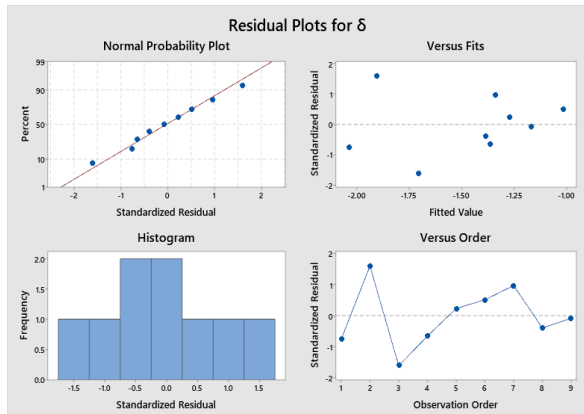 Residual Plots for δ
Normal Probability Plot
99
90
50
10
1
Percent
-2 -1 0 1 2
Standardized Residual
Versus Fits
2
1
0
-1
-2
Standardized Residual
-2.00 -1.75 -1.50 -1.25 -1.00
Fitted Value
Histogram
2.0
1.5
1.0
0.5
0.0
Frequency
-1.5 -1.0 -0.5 0.0 0.5 1.0 1.5
Standardized Residual
Versus Order
2
1
0
-1
-2
Standardized Residual
1 2 3 4 5 6 7 8 9
Observation Order